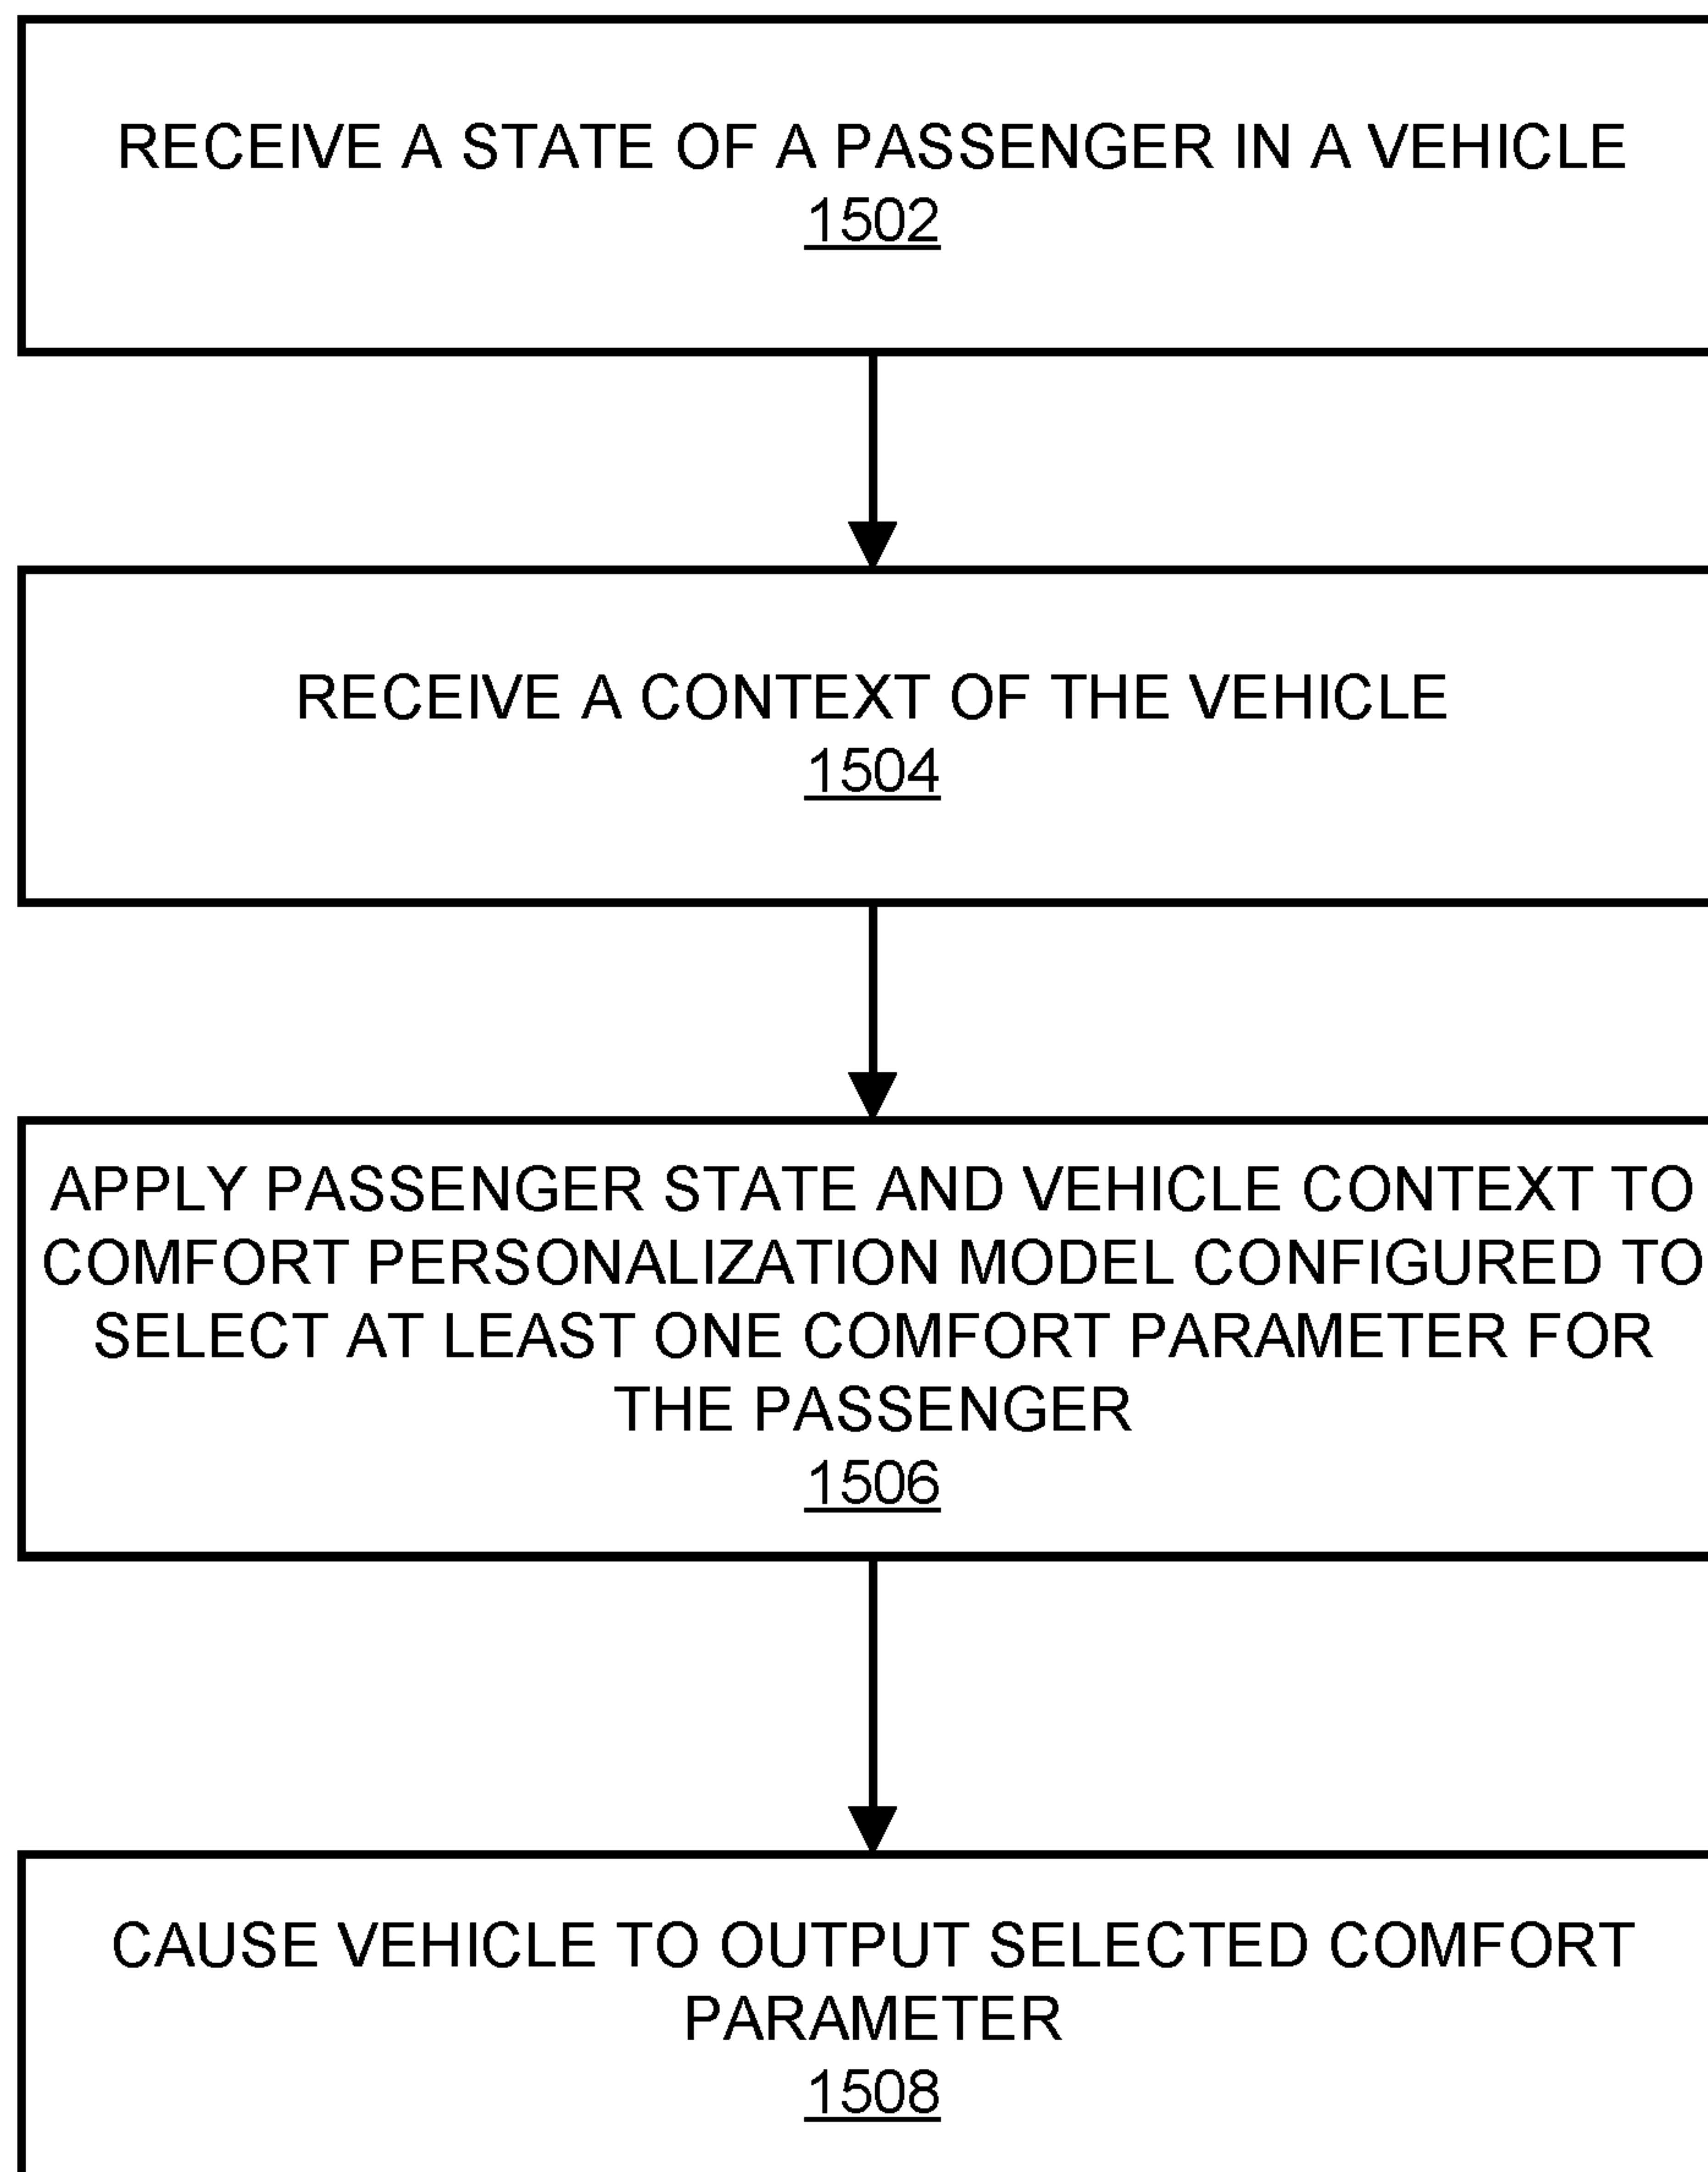 RECEIVE A STATE OF A PASSENGER IN A VEHICLE
1502
RECEIVE A CONTEXT OF THE VEHICLE
1504
APPLY PASSENGER STATE AND VEHICLE CONTEXT TO
COMFORT PERSONALIZATION MODEL CONFIGURED TO
SELECT AT LEAST ONE COMFORT PARAMETER FOR
THE PASSENGER
1506
CAUSE VEHICLE TO OUTPUT SELECTED COMFORT
PARAMETER
1508